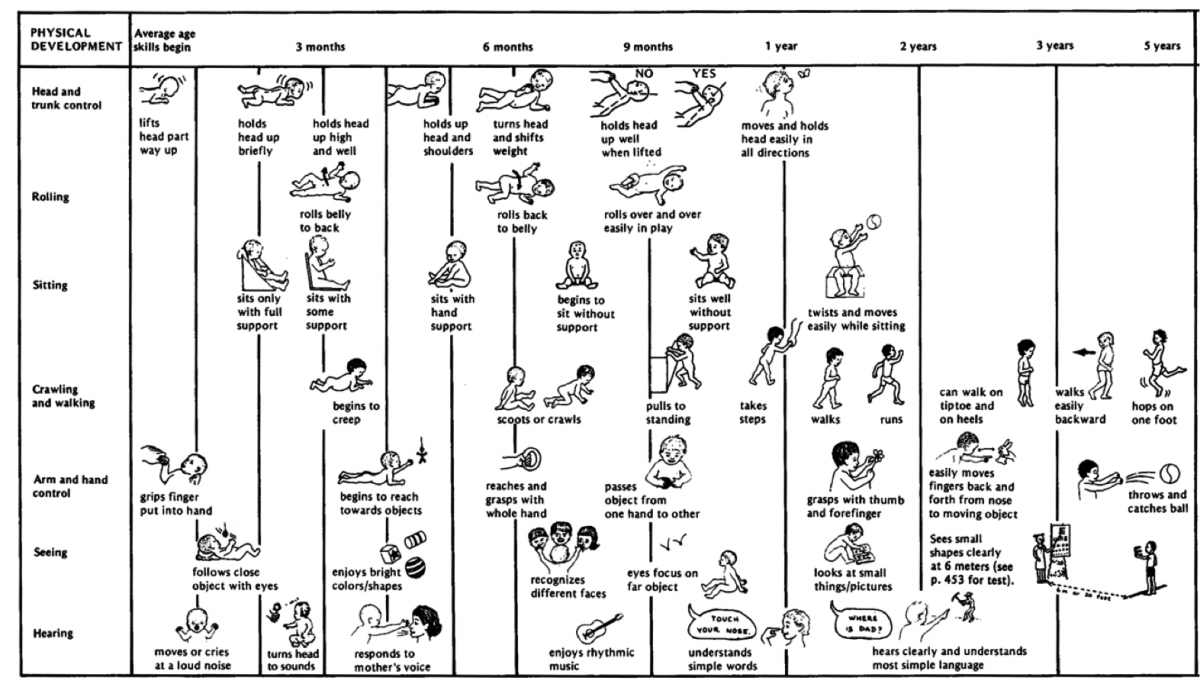 PHYSICAL
DEVELOPMENT
Average age
skills begin
3 months
6 months
9 months
1 year
2 years
3 years
5 years
Head and
trunk control
lifts
head part
way up
holds
head up
briefly
holds head
up high
and well
holds up
head and
shoulders
turns head
and shifts
weight
NO
YES
holds head
up well
when lifted
moves and holds
head easily in
all directions
Rolling
rolls belly
to back
rolls back
to belly
rolls over and over
easily in play
Sitting
sits only
with full
support
sits with
some
support
sits with
hand
support
begins to
sit without
support
sits well
without
support
twists and moves
easily while sitting
Crawling
and walking
begins to
creep
scoots or crawls
pulls to
standing
takes
steps
walks
runs
can walk on
tiptoe and
on heels
walks
easily
backward
hops on
one foot
Arm and hand
control
grips finger
put into hand
begins to reach
towards objects
reaches and
grasps with
whole hand
passes
object from
one hand to other
grasps with thumb
and forefinger
easily moves
fingers back and
forth from nose
to moving object
throws and
catches ball
Seeing
follows close
object with eyes
enjoys bright
colors/shapes
recognizes
different faces
eyes focus on
far object
looks at small
things/pictures
Sees small
shapes clearly
at 6 meters (see
p. 453 for test).
Hearing
moves or cries
at a loud noise
turns head
to sounds
responds to
mother's voice
enjoys rhythmic
music
TOUCH
YOUR NOSE.
understands
simple words
WHERE
IS DAD?
hears clearly and understands
most simple language